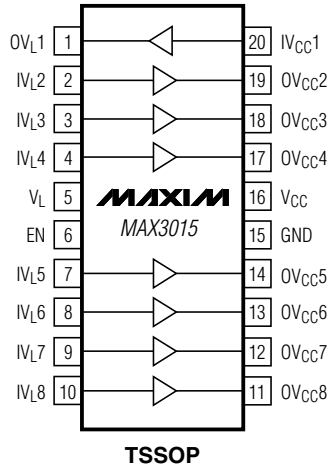 OVL1 1 20 IVCC1
IVL2 2 19 OVCC2
IVL3 3 18 OVCC3
IVL4 4 17 OVCC4
VL 5 MAXIM 16 VCC
EN 6 MAX3015 15 GND
IVL5 7 14 OVCC5
IVL6 8 13 OVCC6
IVL7 9 12 OVCC7
IVL8 10 11 OVCC8
TSSOP